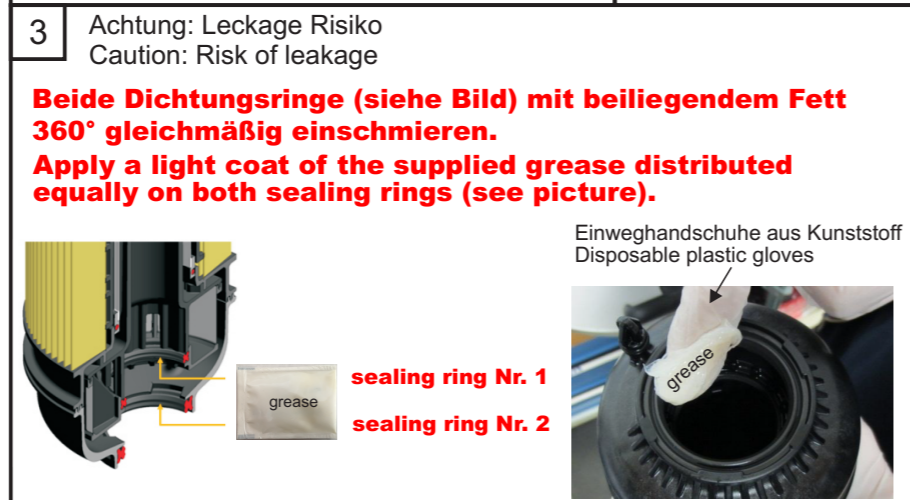 3
Achtung: Leckage Risiko
Caution: Risk of leakage
Beide Dichtungsringe (siehe Bild) mit beiliegendem Fett
360° gleichmäßig einschmieren.
Apply a light coat of the supplied grease distributed
equally on both sealing rings (see picture).
Einweghandschuhe aus Kunststoff
Disposable plastic gloves
grease
sealing ring Nr. 1
sealing ring Nr. 2
grease